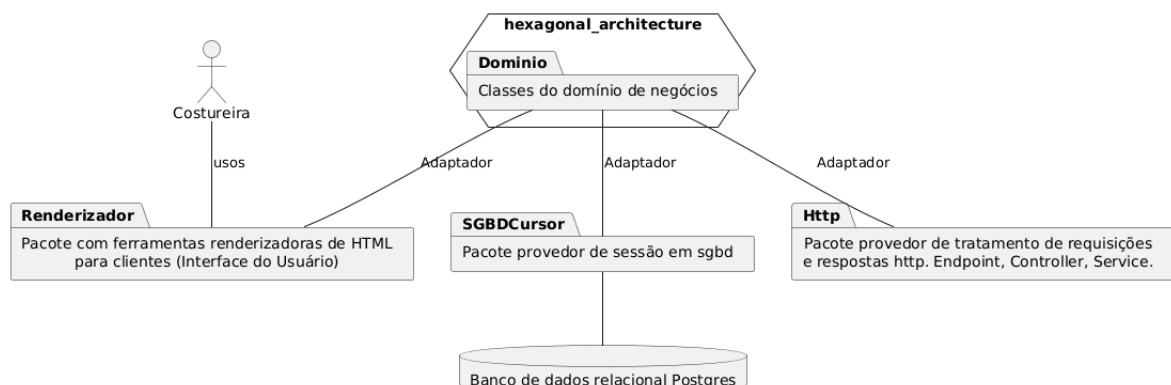 hexagonal_architecture
Dominio
Classes do domínio de negócios
Costureira
usos
Adaptador
Adaptador
Adaptador
Renderizador
Pacote com ferramentas renderizadoras de HTML
para clientes (Interface do Usuário)
SGBDCursor
Pacote provedor de sessão em sgbd
Http
Pacote provedor de tratamento de requisições
e respostas http. Endpoint, Controller, Service.
Banco de dados relacional Postgres